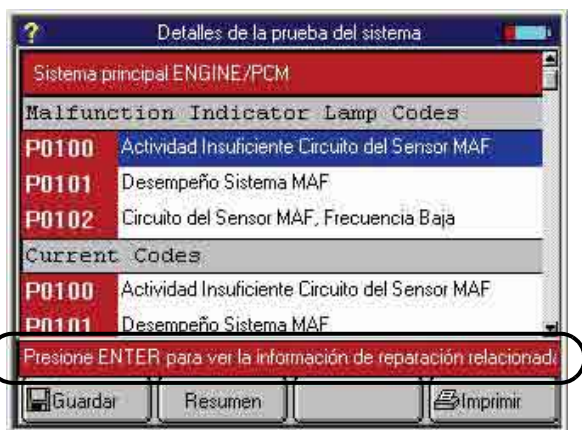 ?
Detalles de la prueba del sistema
Sistema principal ENGINE/PCM
Malfunction Indicator Lamp Codes
P0100 Actividad Insuficiente Circuito del Sensor MAF
P0101 Desempeño Sistema MAF
P0102 Circuito del Sensor MAF, Frecuencia Baja
Current Codes
P0100 Actividad Insuficiente Circuito del Sensor MAF
P0101 Desempeño Sistema MAF
Presione ENTER para ver la información de reparación relacionada
Guardar Resumen Imprimir